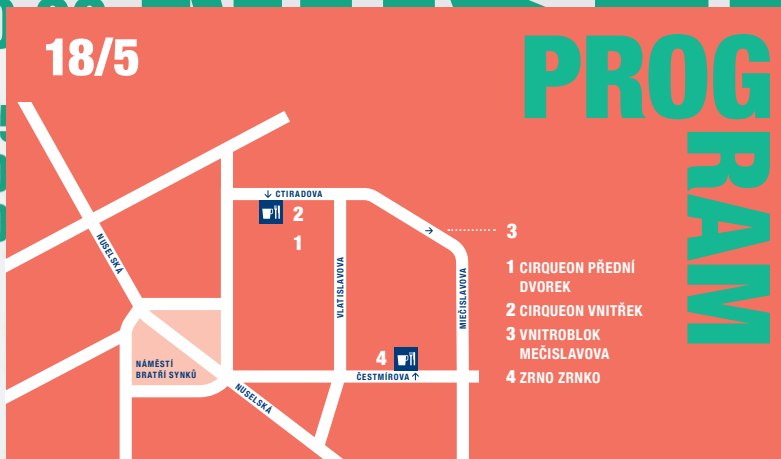 18/5
PROG
RAM
↓ CTIRADOVA
2
1
3
NUSELSKÁ
VLATISLAVOVA
MIEČISLAVOVA
1 CIRQUEON PŘEDNÍ
DVOREK
2 CIRQUEON VNITŘEK
3 VNITROBLOK
MEČISLAVOVA
4 ZRNO ZRNKO
4
NÁMĚSTÍ
BRATŘÍ SYNKŮ
ČESTMÍROVA ↑
NUSELSKÁ